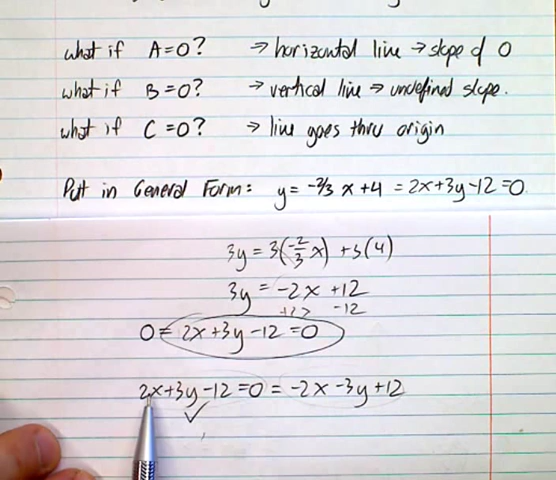 what if A=0? → horizontal line → slope of 0
what if B=0? → vertical line → undefined slope.
what if C=0? → line goes thru origin
Put in General Form: y = -2/3 x + 4 = 2x+3y-12=0
3y = 3(-2/3 x) + 3(4)
3y = -2x + 12
-12
0 = 2x+3y-12=0
2x+3y-12=0 = -2x-3y+12
✓